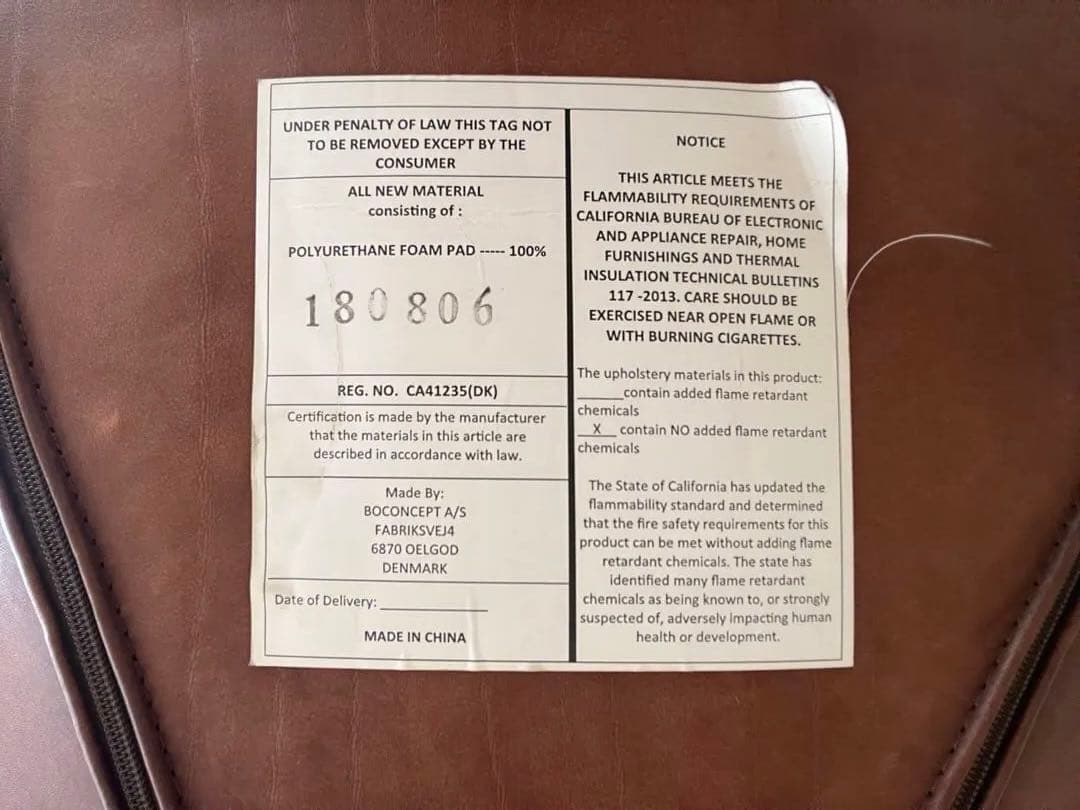 UNDER PENALTY OF LAW THIS TAG NOT
TO BE REMOVED EXCEPT BY THE
CONSUMER
ALL NEW MATERIAL
consisting of :
POLYURETHANE FOAM PAD ----- 100%
180806
REG. NO. CA41235(DK)
Certification is made by the manufacturer
that the materials in this article are
described in accordance with law.
Made By:
BOCONCEPT A/S
FABRIKSVEJ4
6870 OELGOD
DENMARK
Date of Delivery:____________
MADE IN CHINA
NOTICE
THIS ARTICLE MEETS THE
FLAMMABILITY REQUIREMENTS OF
CALIFORNIA BUREAU OF ELECTRONIC
AND APPLIANCE REPAIR, HOME
FURNISHINGS AND THERMAL
INSULATION TECHNICAL BULLETINS
117 -2013. CARE SHOULD BE
EXERCISED NEAR OPEN FLAME OR
WITH BURNING CIGARETTES.
The upholstery materials in this product:
______contain added flame retardant
chemicals
__X__ contain NO added flame retardant
chemicals
The State of California has updated the
flammability standard and determined
that the fire safety requirements for this
product can be met without adding flame
retardant chemicals. The state has
identified many flame retardant
chemicals as being known to, or strongly
suspected of, adversely impacting human
health or development.